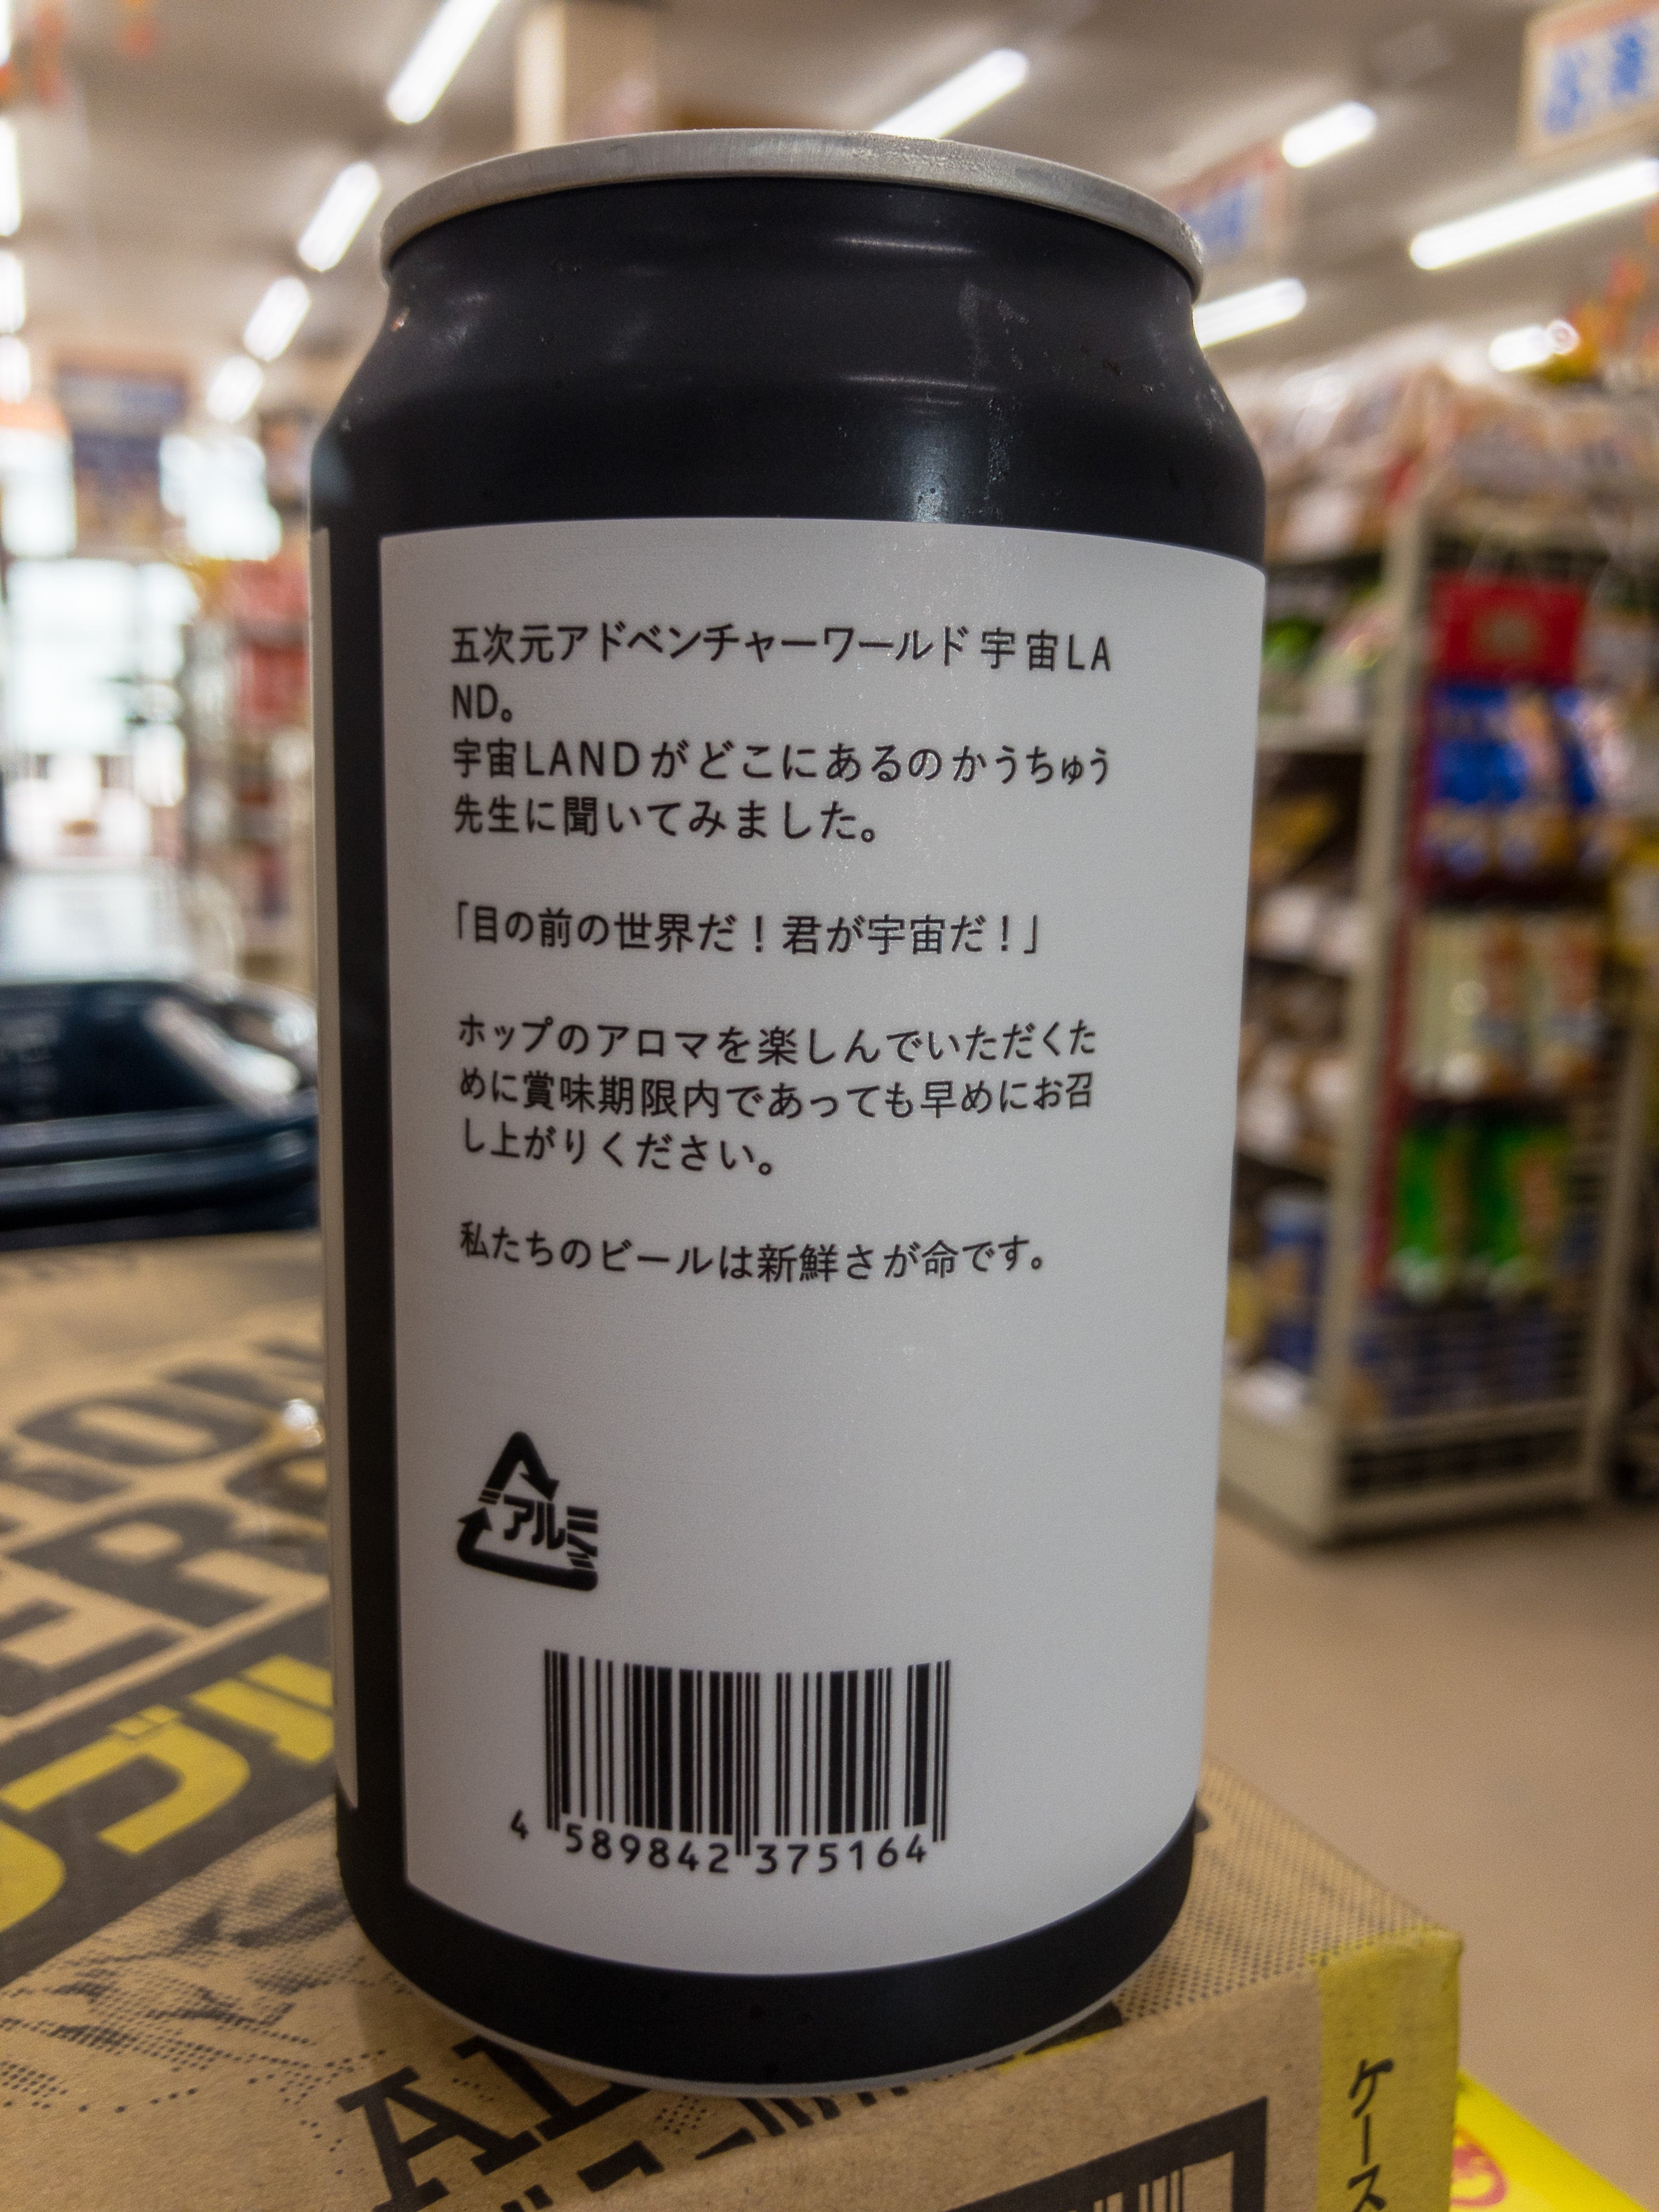 五次元アドベンチャーワールド 宇宙LA
ND。
宇宙LANDがどこにあるのかうちゅう
先生に聞いてみました。
「目の前の世界だ！君が宇宙だ！」
ホップのアロマを楽しんでいただくた
めに賞味期限内であっても早めにお召
し上がりください。
私たちのビールは新鮮さが命です。
アルミ
4 589842 375164
ケース